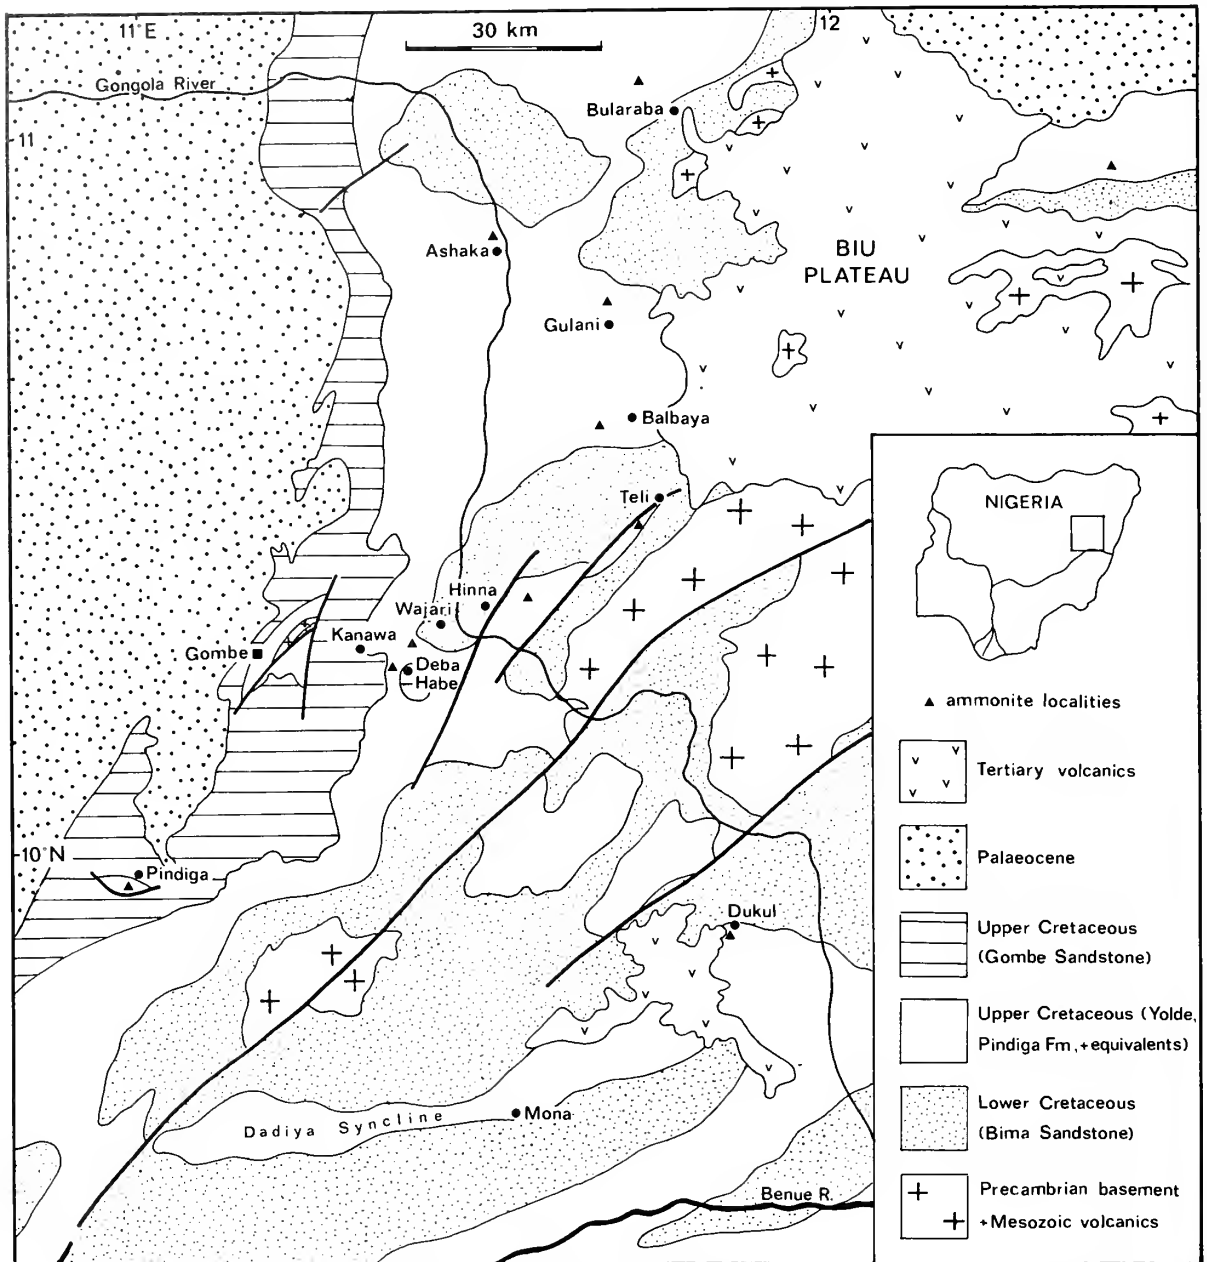 11°E
30 km
12
Gongola River
Bularaba
11
Ashaka
BIU
PLATEAU
Gulani
Balbaya
Teli
Hinna
Wajari
Kanawa
Gombe
Deba
Habe
10°N
Pindiga
Dukul
Mona
Dadiya Syncline
Benue R.
NIGERIA
ammonite localities
Tertiary volcanics
Palaeocene
Upper Cretaceous
(Gombe Sandstone)
Upper Cretaceous (Yolde,
Pindiga Fm, + equivalents)
Lower Cretaceous
(Bima Sandstone)
Precambrian basement
+ Mesozoic volcanics